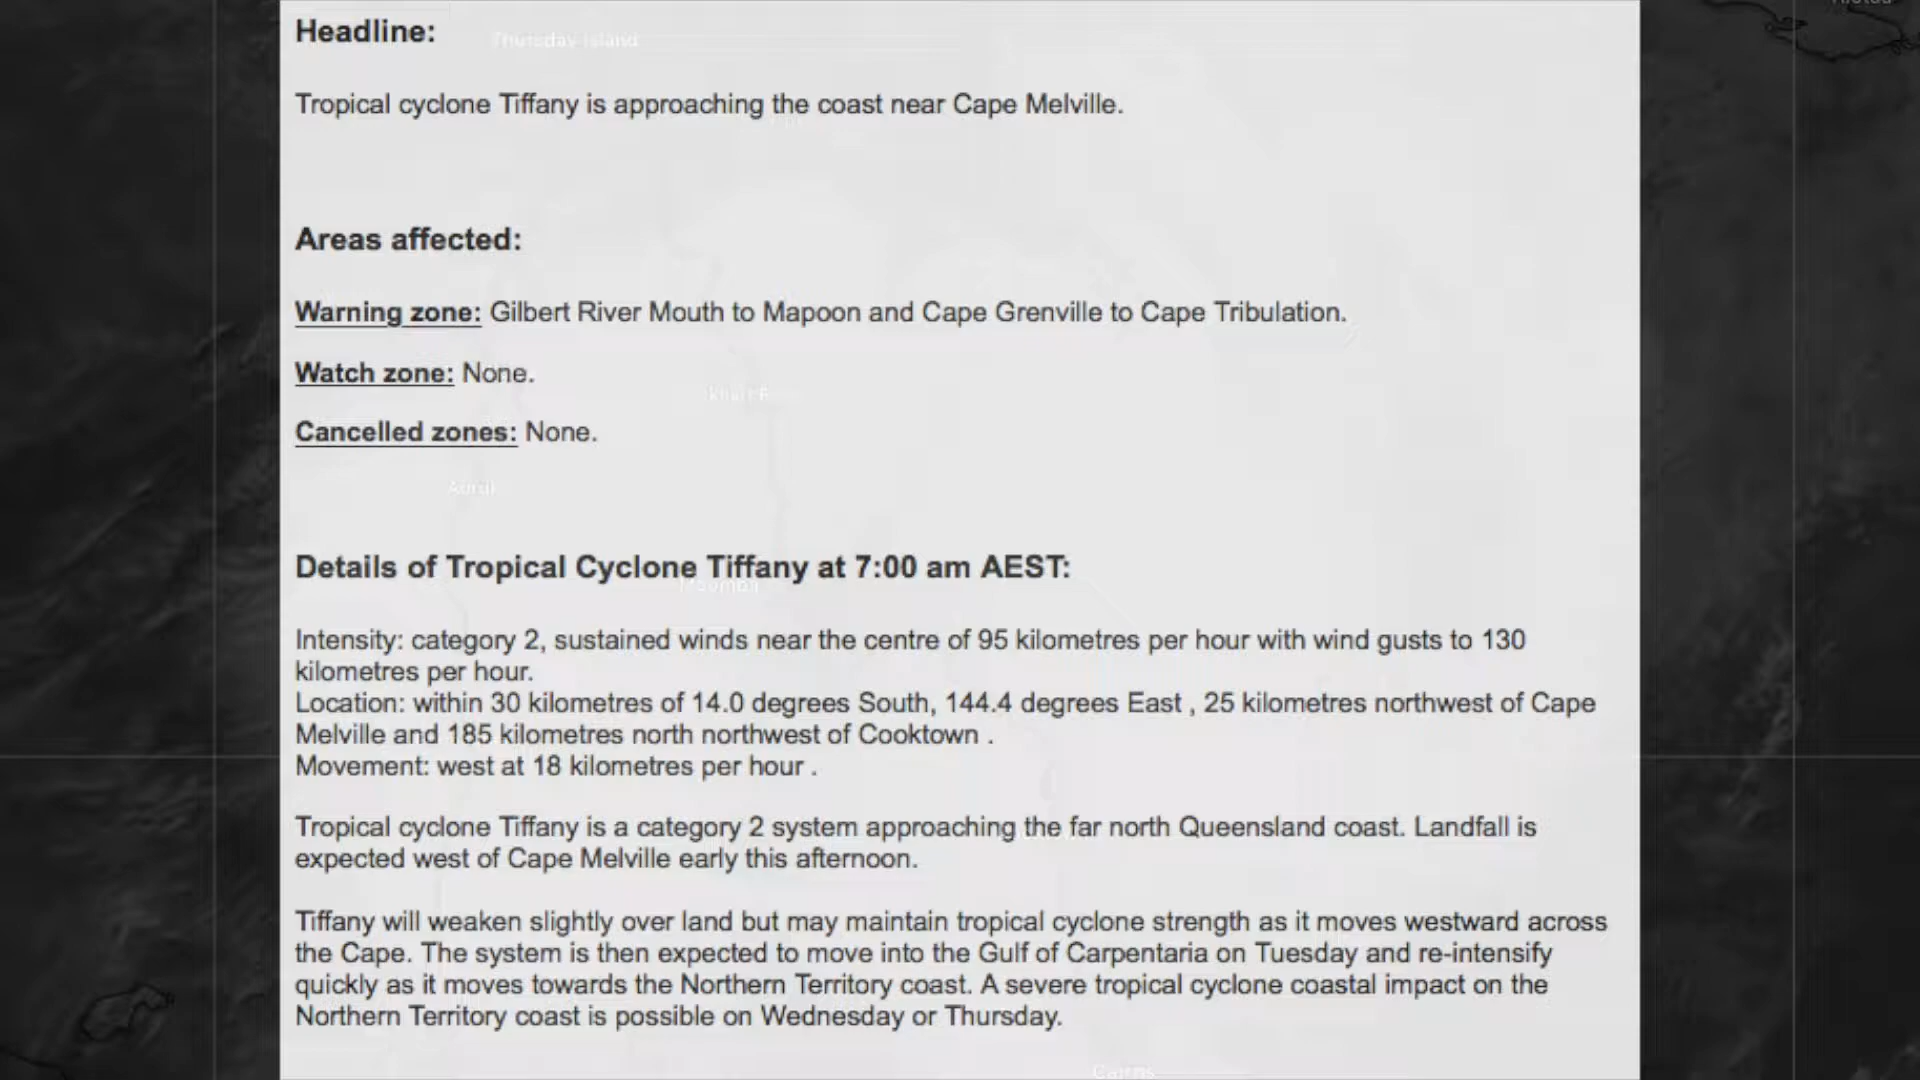 Thursday Island
Headline:
Tropical cyclone Tiffany is approaching the coast near Cape Melville.
Areas affected:
Warning zone: Gilbert River Mouth to Mapoon and Cape Grenville to Cape Tribulation.
Watch zone: None.
Cancelled zones: None.
Details of Tropical Cyclone Tiffany at 7:00 am AEST:
Intensity: category 2, sustained winds near the centre of 95 kilometres per hour with wind gusts to 130
kilometres per hour.
Location: within 30 kilometres of 14.0 degrees South, 144.4 degrees East , 25 kilometres northwest of Cape
Melville and 185 kilometres north northwest of Cooktown .
Movement: west at 18 kilometres per hour .
Tropical cyclone Tiffany is a category 2 system approaching the far north Queensland coast. Landfall is
expected west of Cape Melville early this afternoon.
Tiffany will weaken slightly over land but may maintain tropical cyclone strength as it moves westward across
the Cape. The system is then expected to move into the Gulf of Carpentaria on Tuesday and re-intensify
quickly as it moves towards the Northern Territory coast. A severe tropical cyclone coastal impact on the
Northern Territory coast is possible on Wednesday or Thursday.
Cairns